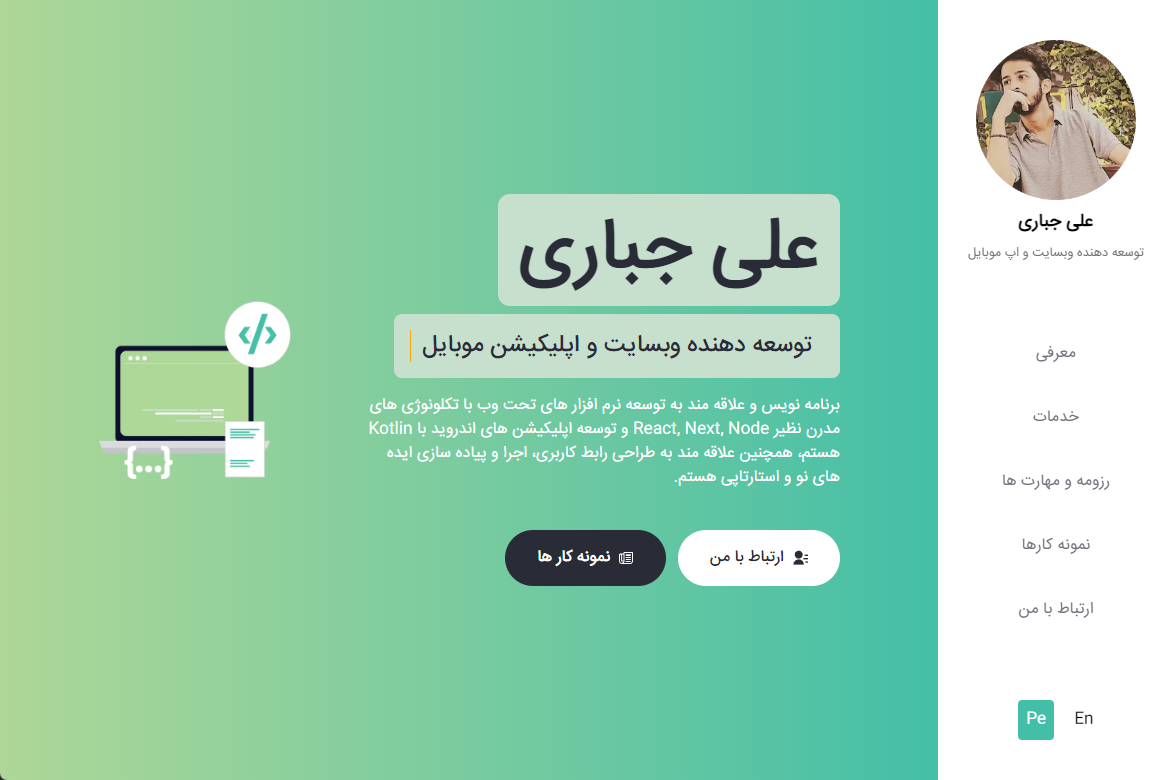 علی جباری
توسعه دهنده وبسایت و اپ موبایل
معرفی
خدمات
رزومه و مهارت ها
نمونه کارها
ارتباط با من
Pe En
علی جباری
توسعه دهنده وبسایت و اپلیکیشن موبایل
برنامه نویس و علاقه مند به توسعه نرم افزار های تحت وب با تکلونوژی های
مدرن نظیر React, Next, Node و توسعه اپلیکیشن های اندروید با Kotlin
هستم، همچنین علاقه مند به طراحی رابط کاربری، اجرا و پیاده سازی ایده
های نو و استارتاپی هستم.
ارتباط با من
نمونه کار ها
</>
{...}